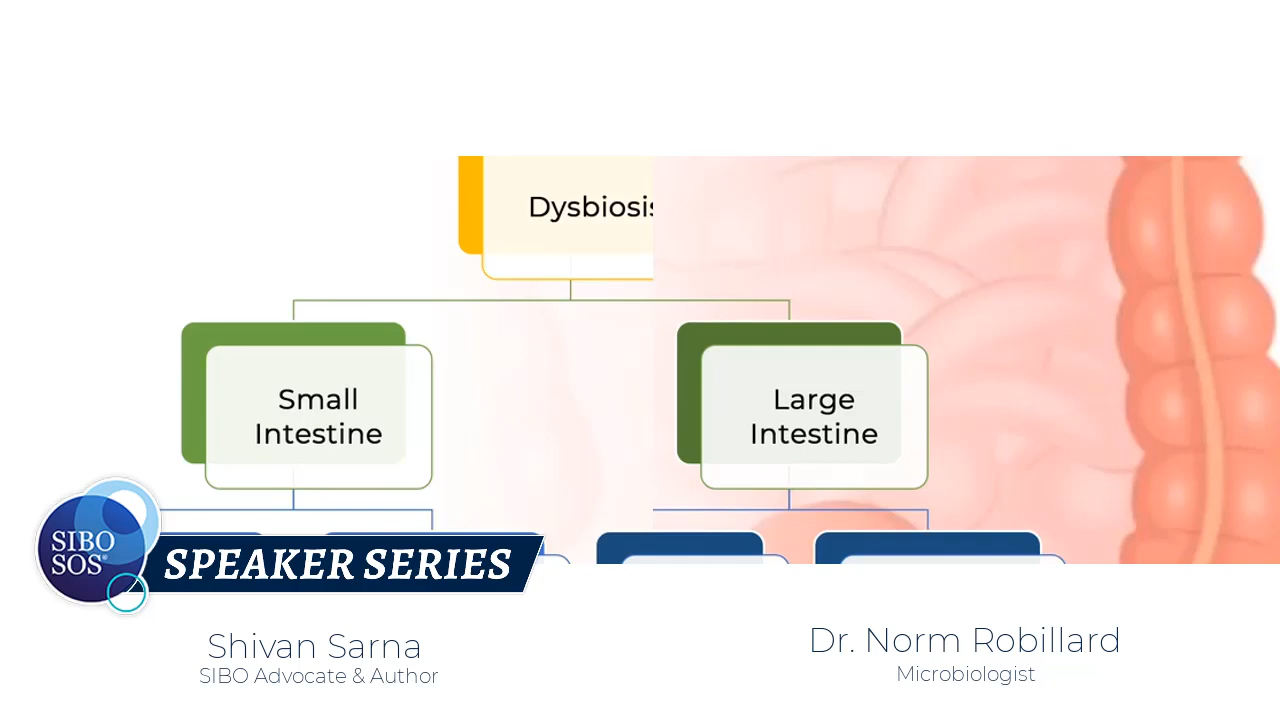 Dysbiosis
Small
Intestine
Large
Intestine
SIBO
SOS®
SPEAKER SERIES
Shivan Sarna
SIBO Advocate & Author
Dr. Norm Robillard
Microbiologist